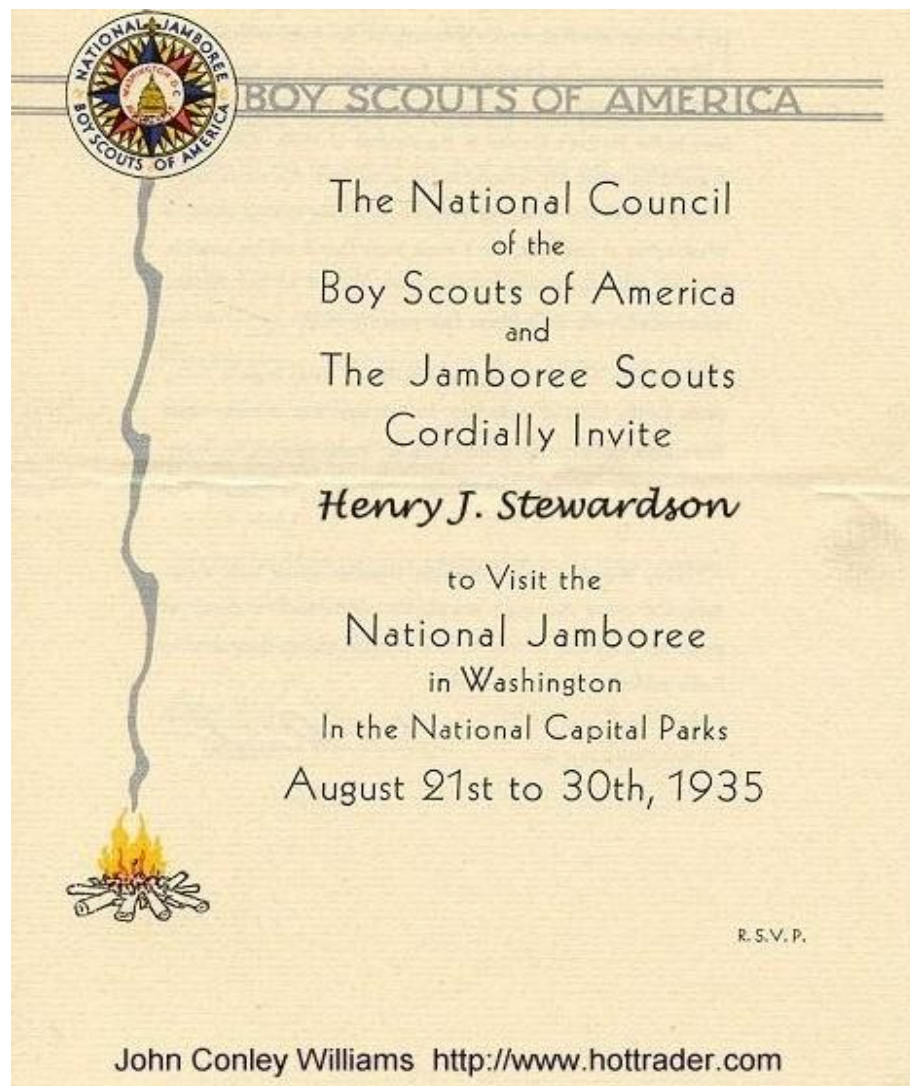 NATIONAL JAMBOREE
BOY SCOUTS OF AMERICA
WASHINGTON D.C.
BOY SCOUTS OF AMERICA
The National Council
of the
Boy Scouts of America
and
The Jamboree Scouts
Cordially Invite
Henry J. Stewardson
to Visit the
National Jamboree
in Washington
In the National Capital Parks
August 21st to 30th, 1935
R. S. V. P.
John Conley Williams http://www.hottrader.com